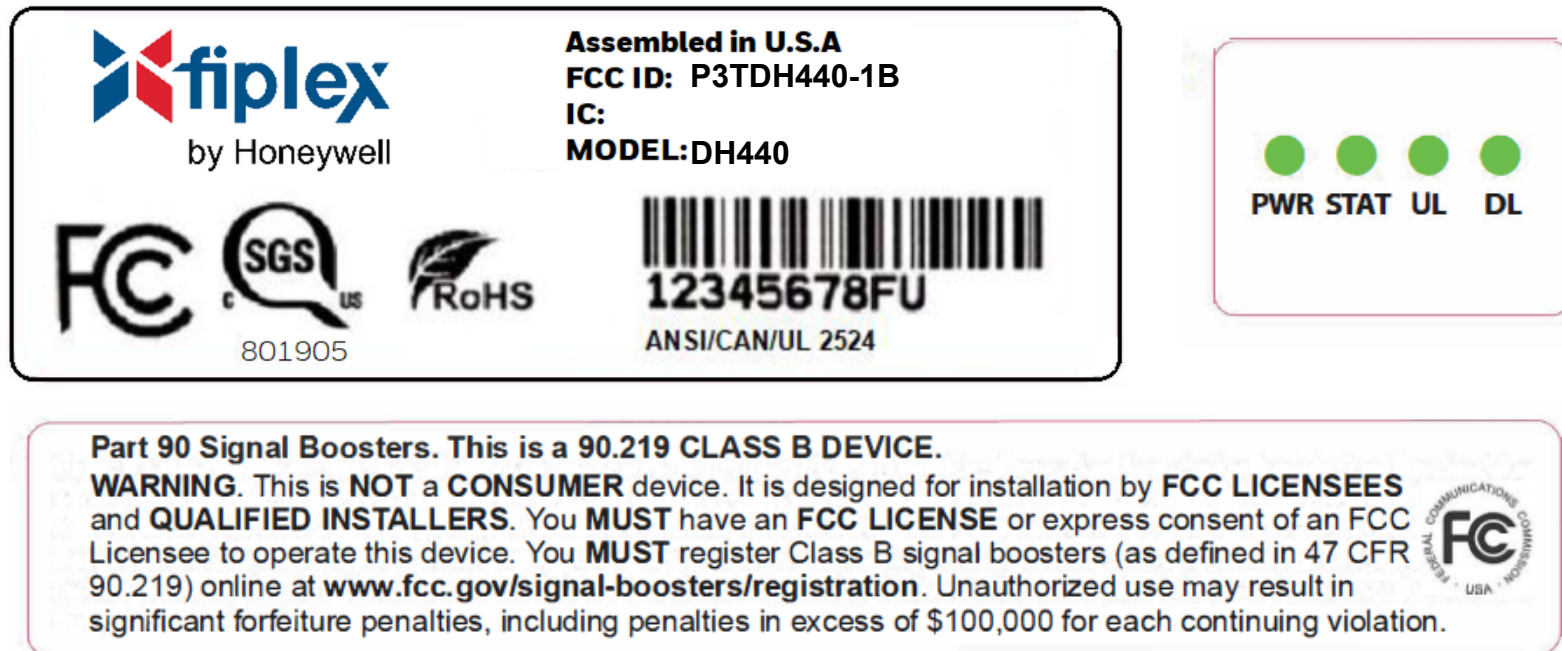 fiplex
by Honeywell
Assembled in U.S.A
FCC ID: P3TDH440-1B
IC:
MODEL: DH440
FCC
SGS
C US
801905
RoHS
12345678FU
ANSI/CAN/UL 2524
PWR STAT UL DL
Part 90 Signal Boosters. This is a 90.219 CLASS B DEVICE.
WARNING. This is NOT a CONSUMER device. It is designed for installation by FCC LICENSEES
and QUALIFIED INSTALLERS. You MUST have an FCC LICENSE or express consent of an FCC
Licensee to operate this device. You MUST register Class B signal boosters (as defined in 47 CFR
90.219) online at www.fcc.gov/signal-boosters/registration. Unauthorized use may result in
significant forfeiture penalties, including penalties in excess of $100,000 for each continuing violation.
FEDERAL COMMUNICATIONS COMMISSION
FCC
USA